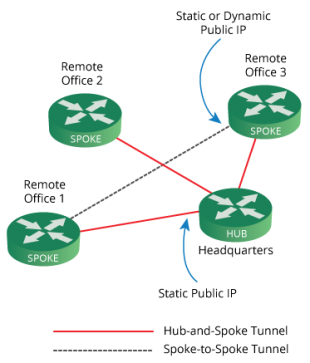 Static or Dynamic
Public IP
Remote
Office 2
Remote
Office 3
SPOKE
SPOKE
Remote
Office 1
SPOKE
HUB
Headquarters
Static Public IP
Hub-and-Spoke Tunnel
Spoke-to-Spoke Tunnel